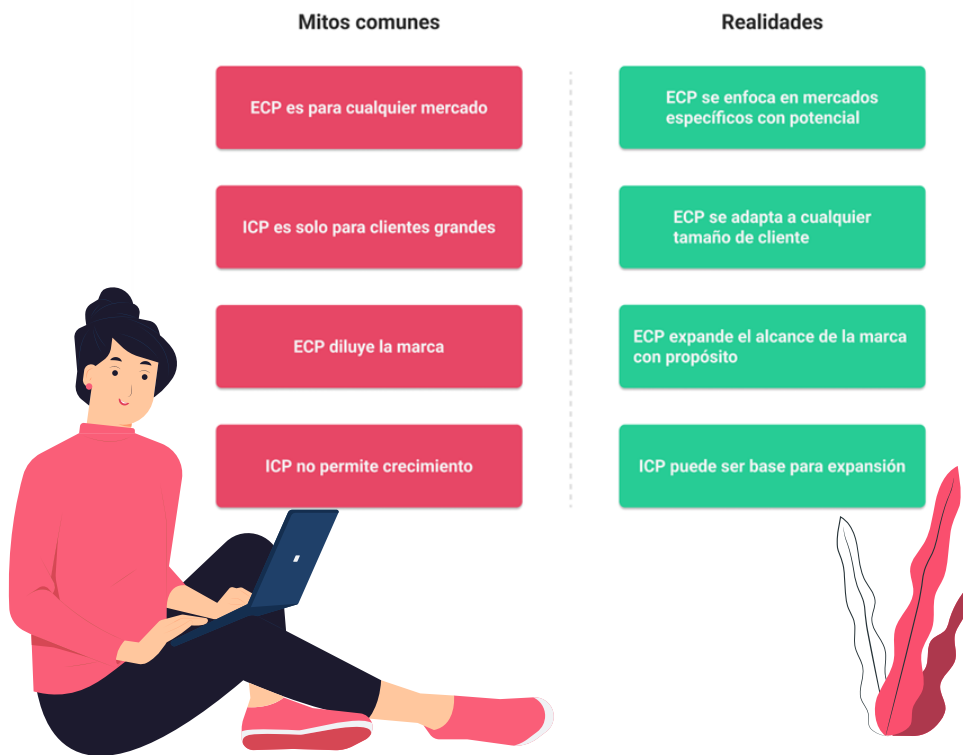 Mitos comunes
Realidades
ECP es para cualquier mercado
ECP se enfoca en mercados
específicos con potencial
ICP es solo para clientes grandes
ECP se adapta a cualquier
tamaño de cliente
ECP diluye la marca
ECP expande el alcance de la marca
con propósito
ICP no permite crecimiento
ICP puede ser base para expansión